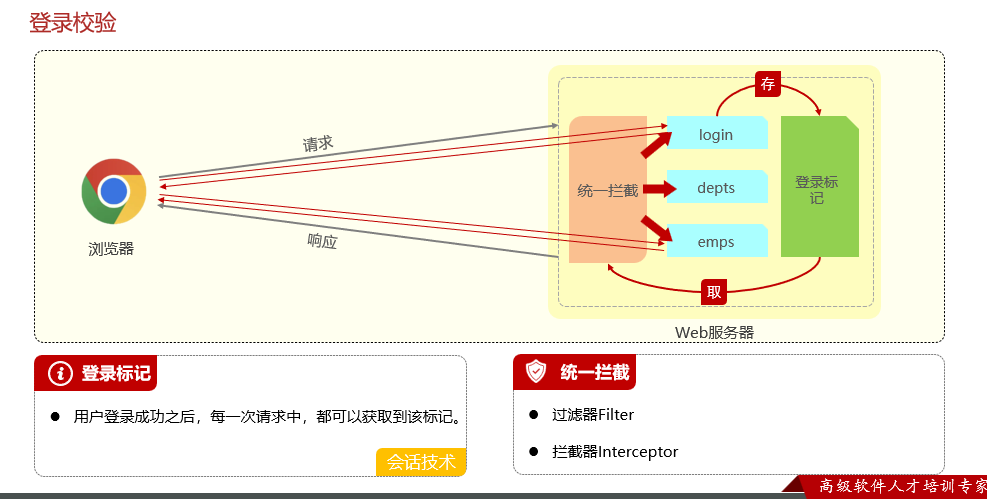 登录校验
存
请求
login
统一拦截
depts
登录标
记
浏览器
响应
emps
取
Web服务器
登录标记
用户登录成功之后，每一次请求中，都可以获取到该标记。
会话技术
统一拦截
过滤器Filter
拦截器Interceptor
高级软件人才培训专家